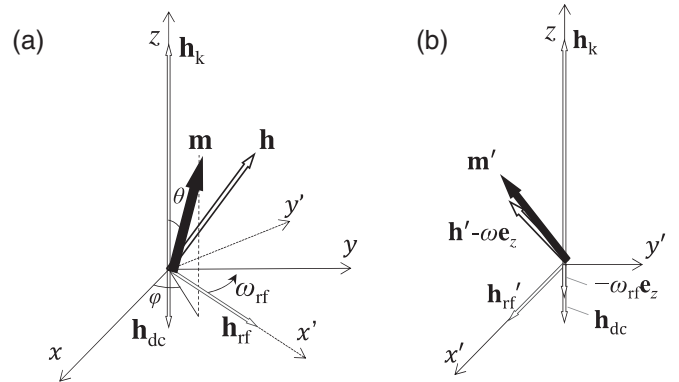 (a)
z
h_k
m
h
θ
y'
y
ω_rf
φ
h_dc
h_rf
x'
x
(b)
z
h_k
m'
h'-ωe_z
y'
h_rf'
-ω_rf e_z
h_dc
x'